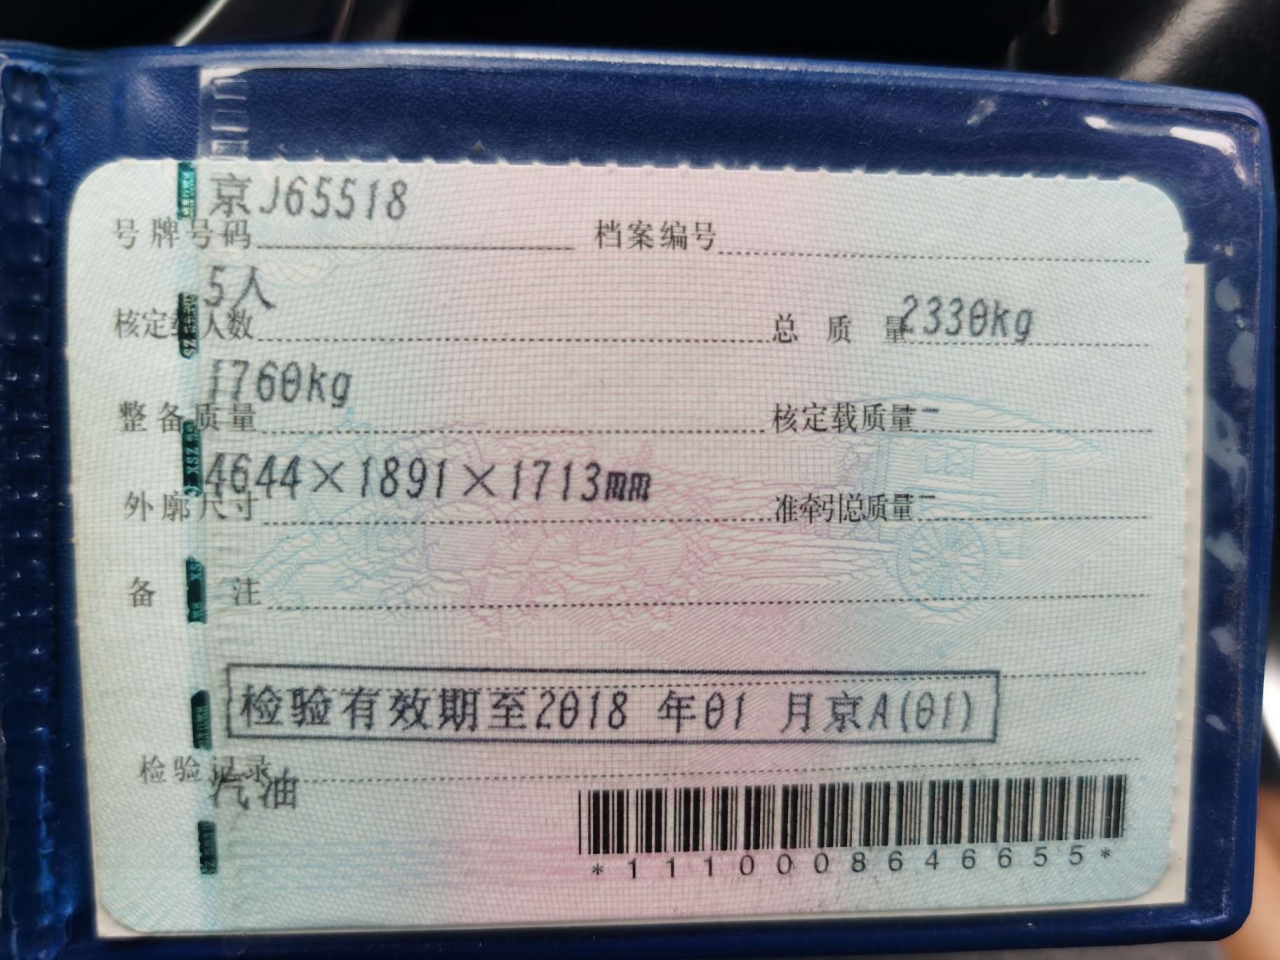 京J65518
号牌号码 档案编号
5人
核定载人数 总质量 2330kg
1760kg
整备质量 核定载质量 --
4644×1891×1713mm
外廓尺寸 准牵引总质量 --
备注
检验有效期至2018 年01 月京A(01)
检验记录
汽油
*1110008646655*